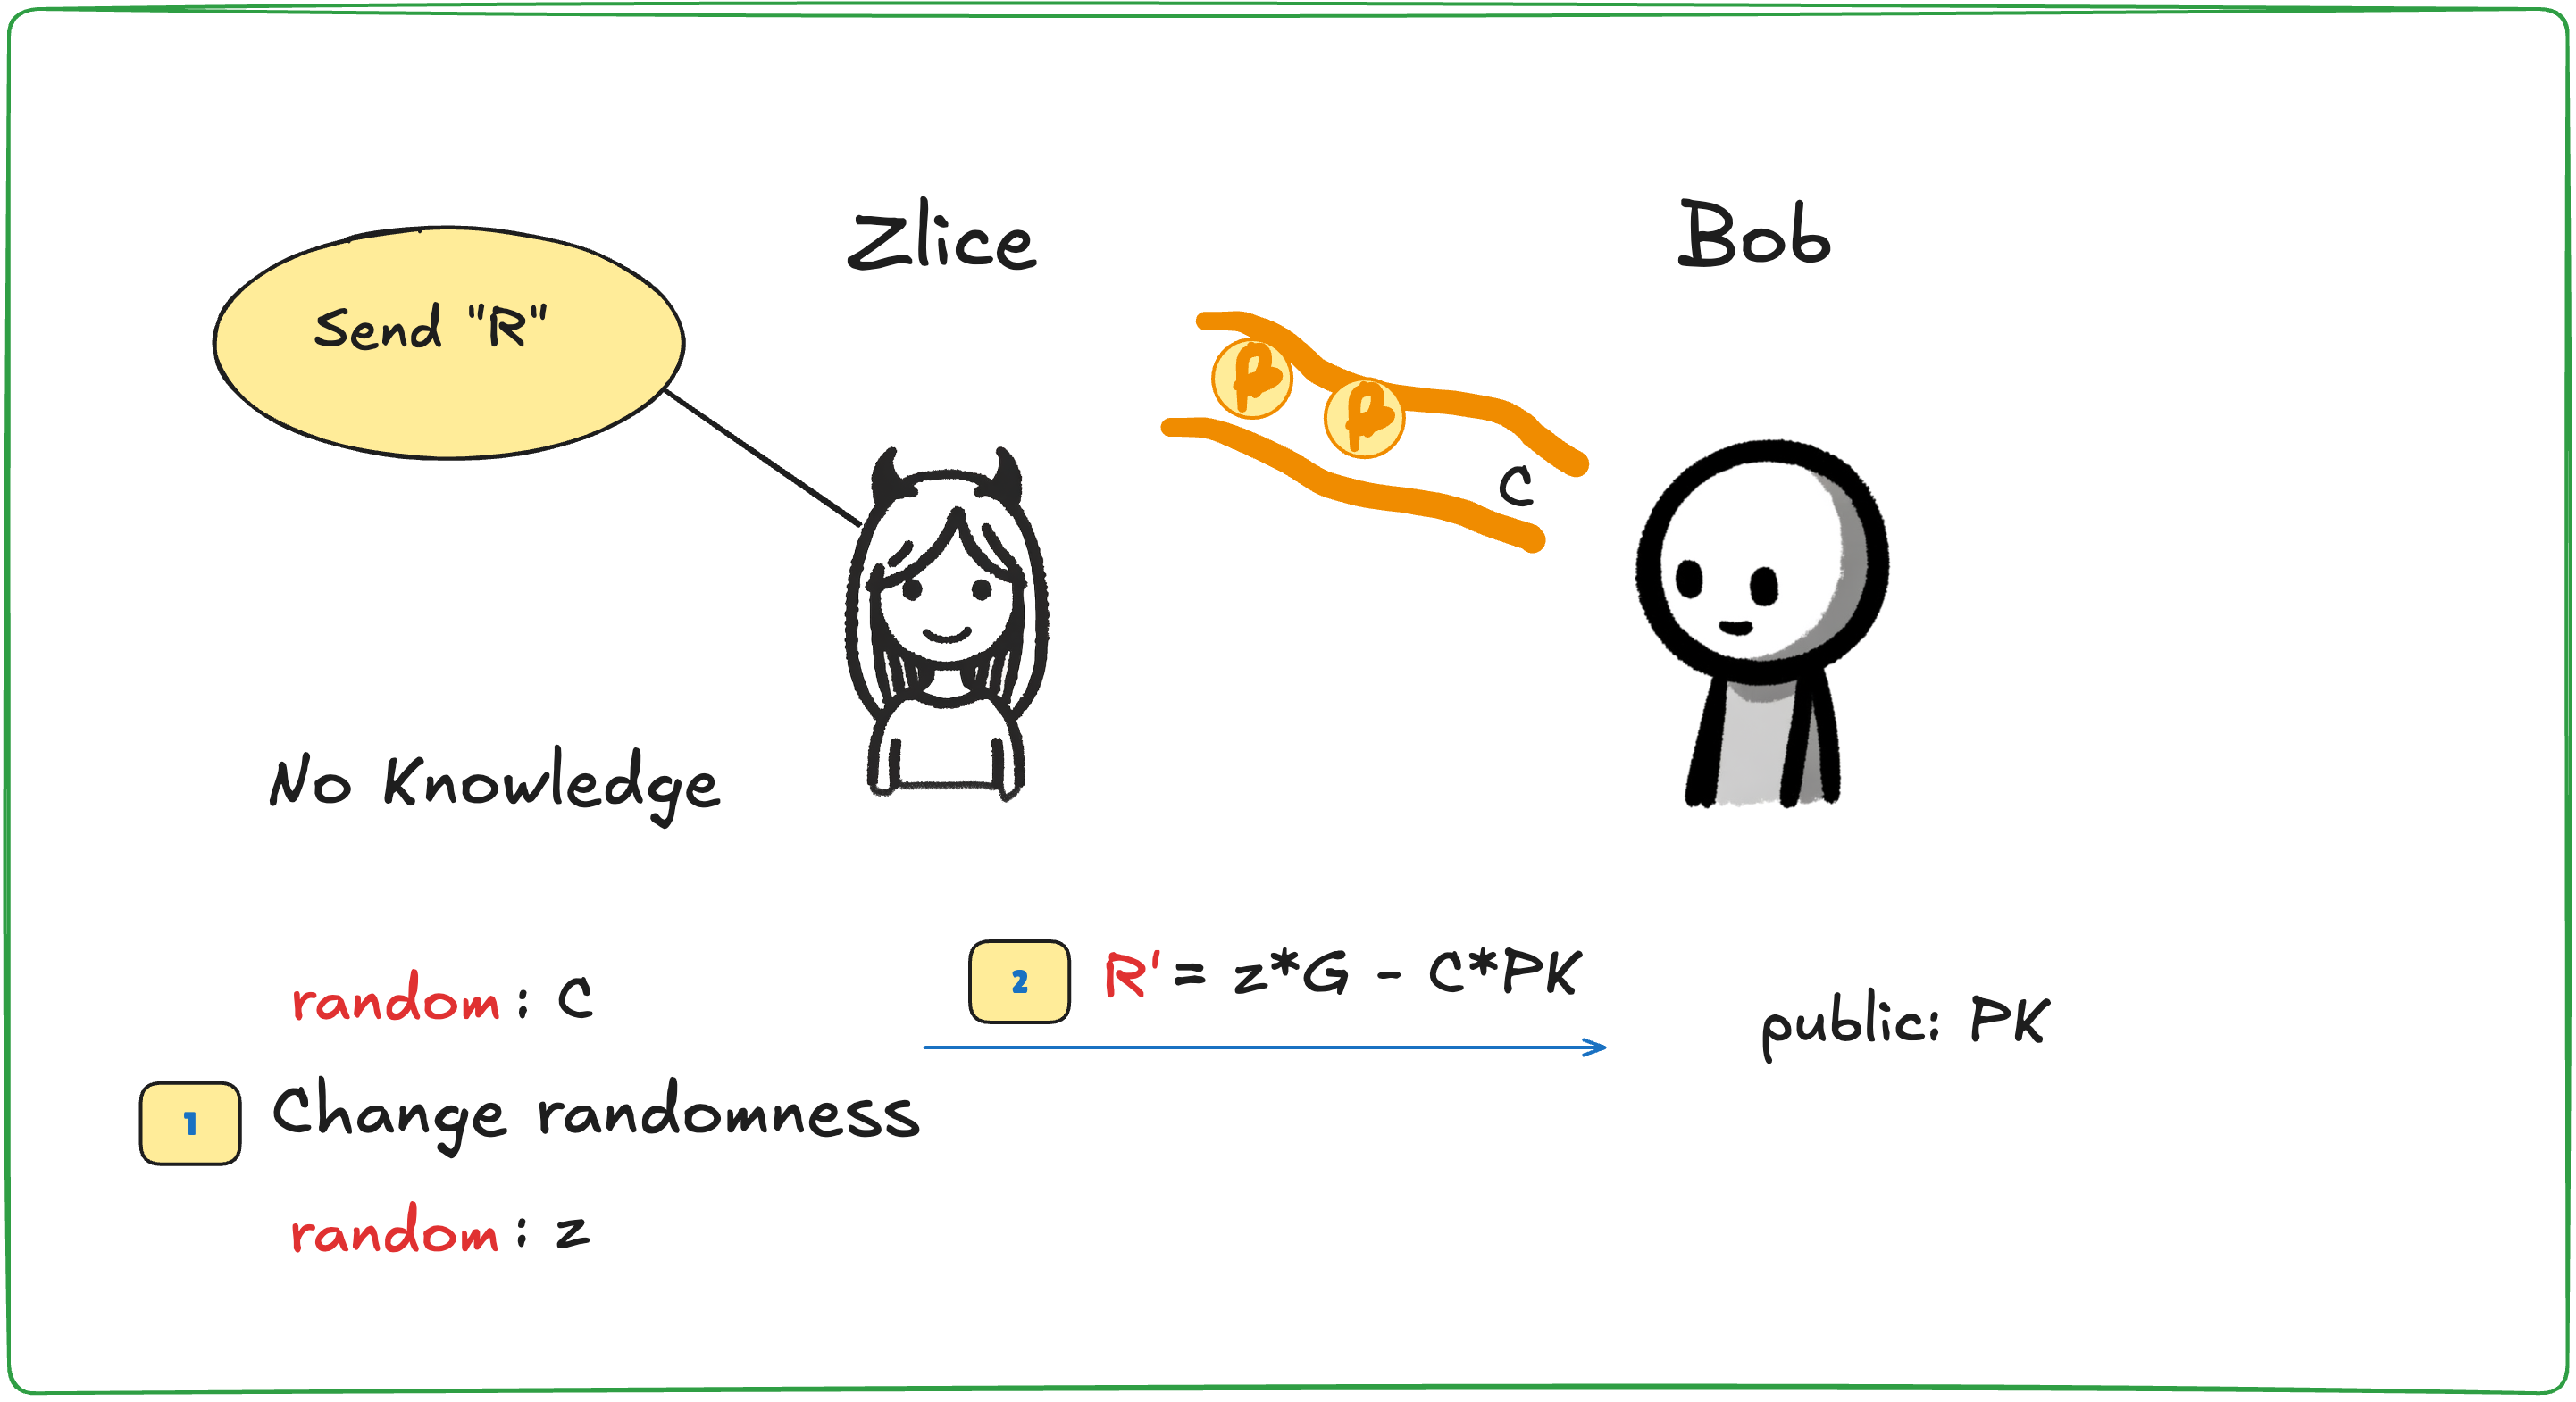 Zlice
Bob
Send "R"
R
R
C
No Knowledge
2
R' = z*G - C*PK
random : C
public: PK
1
Change randomness
random : z